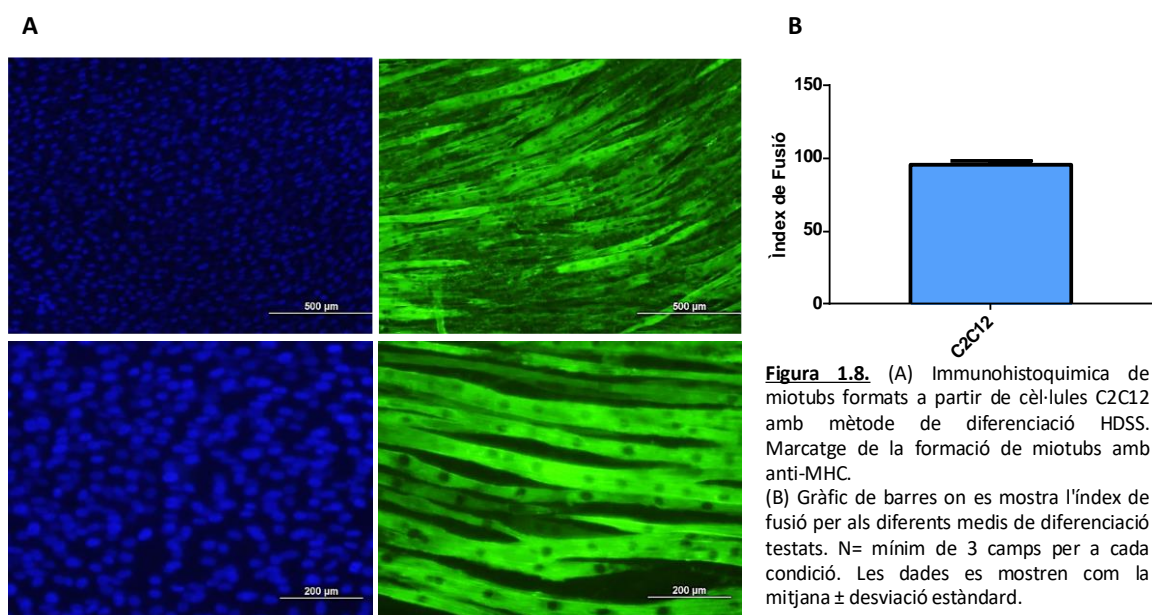 A
B
500 µm
500 µm
200 µm
200 µm
150
100
50
0
Ìndex de Fusió
C2C12
Figura 1.8. (A) Immunohistoquimica de
miotubs formats a partir de cèl·lules C2C12
amb mètode de diferenciació HDSS.
Marcatge de la formació de miotubs amb
anti-MHC.
(B) Gràfic de barres on es mostra l'índex de
fusió per als diferents medis de diferenciació
testats. N= mínim de 3 camps per a cada
condició. Les dades es mostren com la
mitjana ± desviació estàndard.